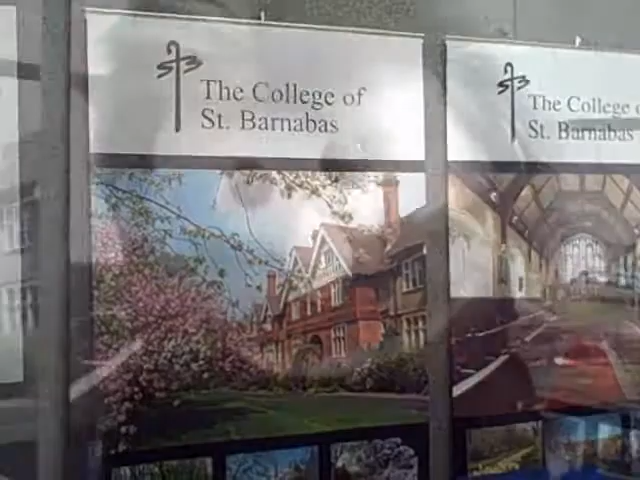 The College of
St. Barnabas
The College o
St. Barnabas